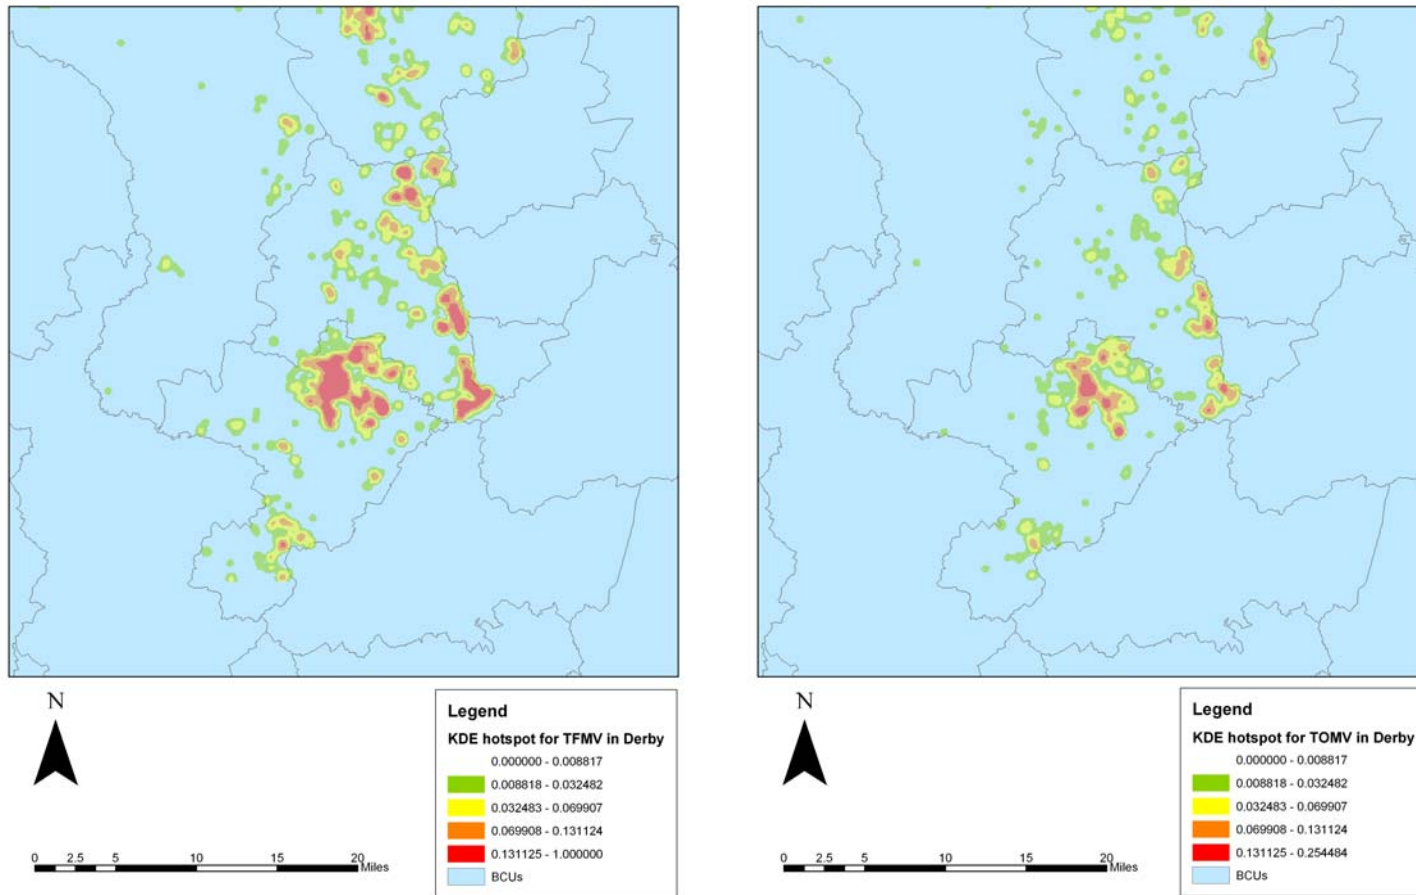 N
Legend
KDE hotspot for TFMV in Derby
0.000000 - 0.008817
0.008818 - 0.032482
0.032483 - 0.069907
0.069908 - 0.131124
0.131125 - 1.000000
BCUs
0 2.5 5 10 15 20
Miles
N
Legend
KDE hotspot for TOMV in Derby
0.000000 - 0.008817
0.008818 - 0.032482
0.032483 - 0.069907
0.069908 - 0.131124
0.131125 - 0.254484
BCUs
0 2.5 5 10 15 20
Miles